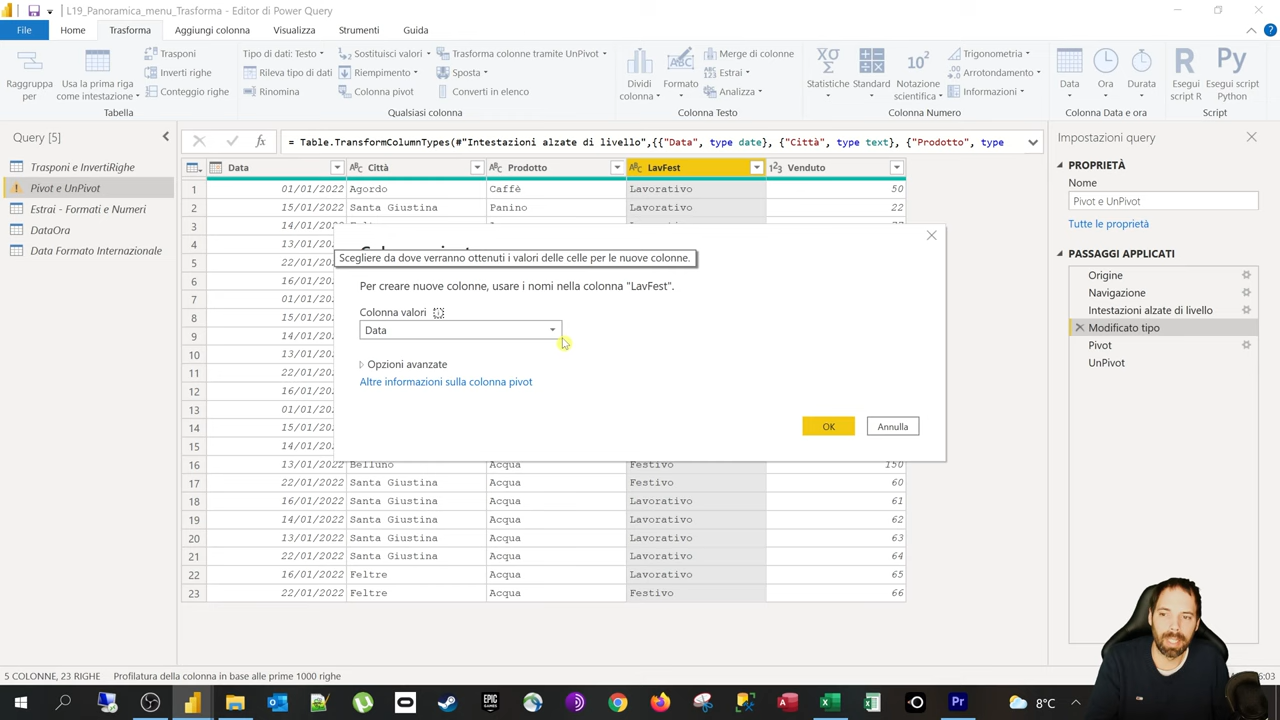 L19_Panoramica_menu_Trasforma - Editor di Power Query
File Home Trasforma Aggiungi colonna Visualizza Strumenti Guida
Raggruppa per
Usa la prima riga come intestazione
Trasponi
Inverti righe
Conteggio righe
Tabella
Tipo di dati: Testo
Rileva tipo di dati
Rinomina
Sostituisci valori
Riempimento
Colonna pivot
Trasforma colonne tramite UnPivot
Sposta
Converti in elenco
Qualsiasi colonna
Dividi colonna
Formato
Merge di colonne
Estrai
Analizza
Colonna Testo
Statistiche
Standard
10²
Notazione scientifica
Trigonometria
Arrotondamento
Informazioni
Colonna Numero
Data
Ora
Durata
Colonna Data e ora
Esegui script R
Esegui script Python
Script
Query [5]
Trasponi e InvertiRighe
Pivot e UnPivot
Estrai - Formati e Numeri
DataOra
Data Formato Internazionale
= Table.TransformColumnTypes(#"Intestazioni alzate di livello",{{"Data", type date}, {"Città", type text}, {"Prodotto", type
Data Città Prodotto LavFest Venduto
1 01/01/2022 Agordo Caffè Lavorativo 50
2 15/01/2022 Santa Giustina Panino Lavorativo 22
3 14/01/2022
4 13/01/2022
5 22/01/202
6 16/01/202
7 01/01/202
8 15/01/202
9 14/01/202
10 13/01/202
11 22/01/202
12 16/01/202
13 01/01/202
14 15/01/202
15 14/01/202
16 13/01/2022 Belluno Acqua Festivo 150
17 22/01/2022 Santa Giustina Acqua Festivo 60
18 16/01/2022 Santa Giustina Acqua Lavorativo 61
19 14/01/2022 Santa Giustina Acqua Lavorativo 62
20 13/01/2022 Santa Giustina Acqua Lavorativo 63
21 22/01/2022 Santa Giustina Acqua Lavorativo 64
22 16/01/2022 Feltre Acqua Lavorativo 65
23 22/01/2022 Feltre Acqua Festivo 66
Scegliere da dove verranno ottenuti i valori delle celle per le nuove colonne.
Per creare nuove colonne, usare i nomi nella colonna "LavFest".
Colonna valori
Data
Opzioni avanzate
Altre informazioni sulla colonna pivot
OK Annulla
Impostazioni query
PROPRIETÀ
Nome
Pivot e UnPivot
Tutte le proprietà
PASSAGGI APPLICATI
Origine
Navigazione
Intestazioni alzate di livello
Modificato tipo
Pivot
UnPivot
5 COLONNE, 23 RIGHE Profilatura della colonna in base alle prime 1000 righe
8°C